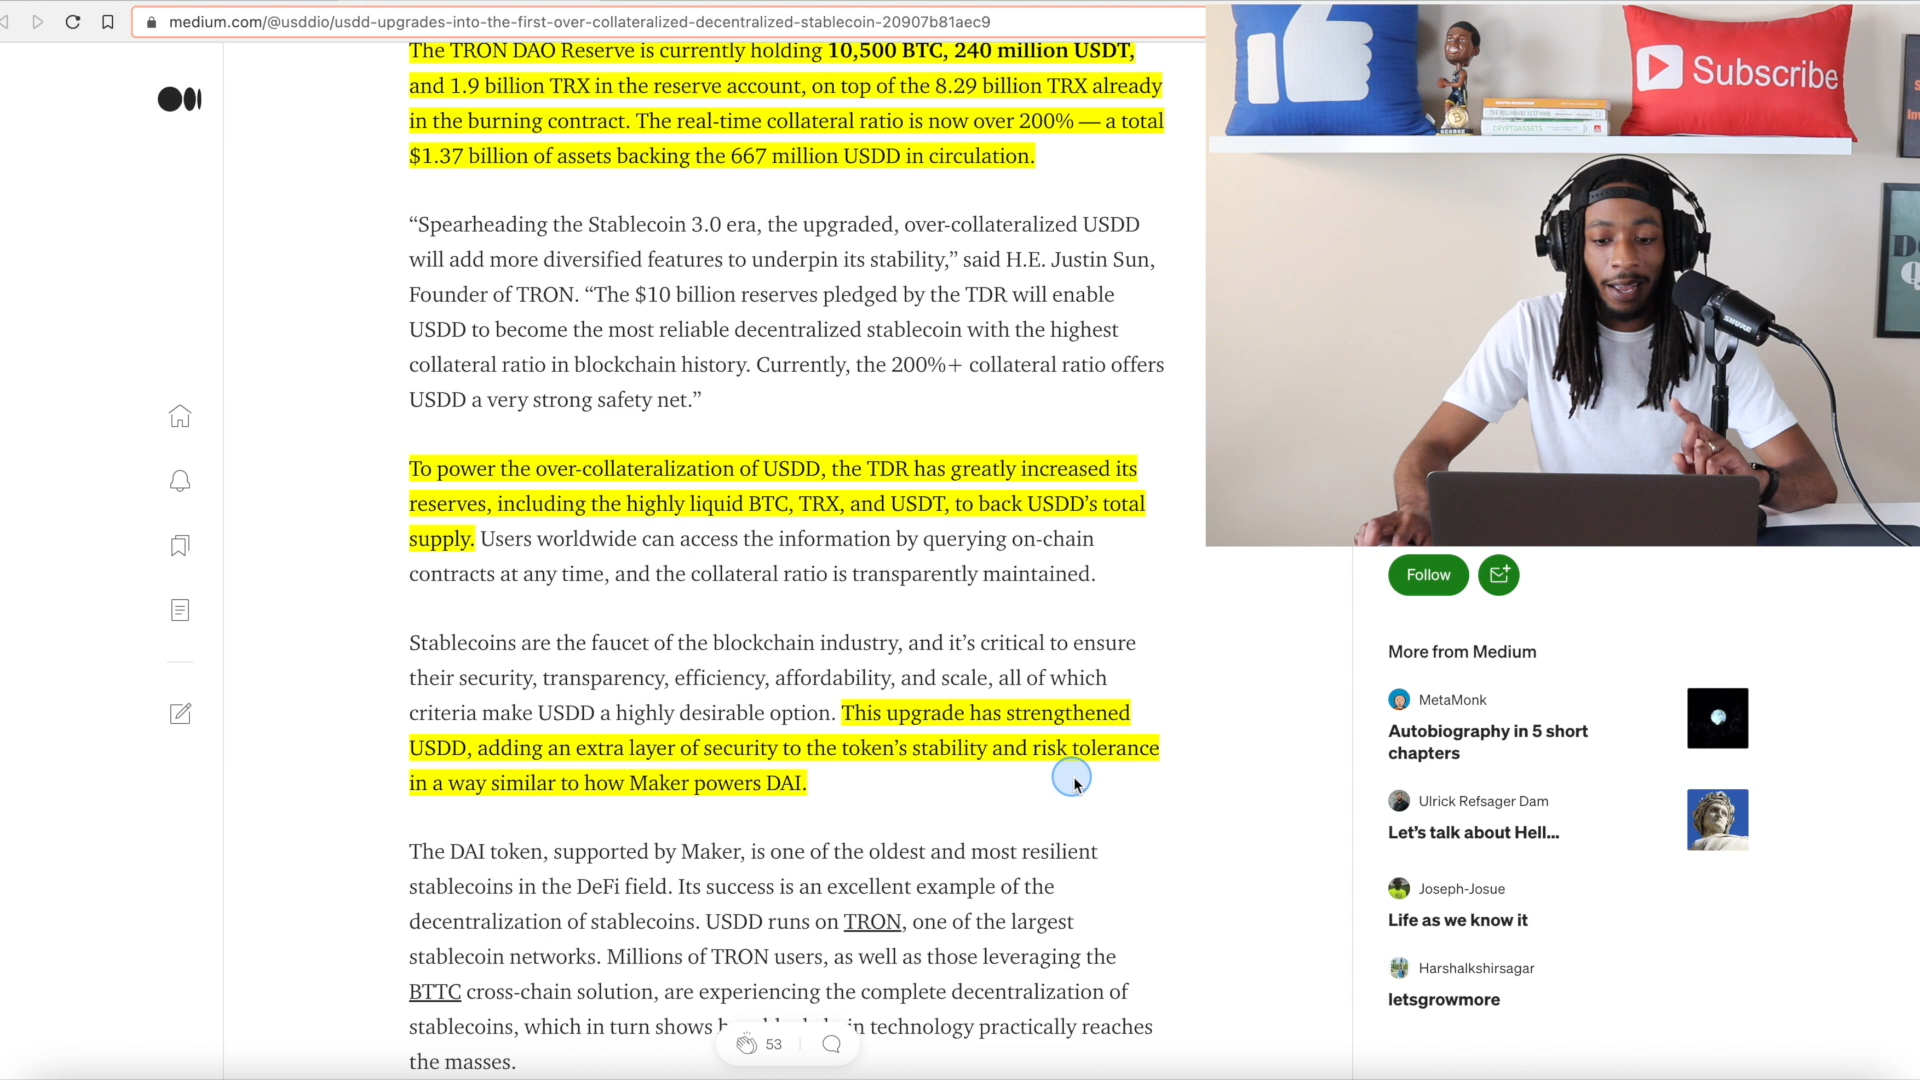 medium.com/@usddio/usdd-upgrades-into-the-first-over-collateralized-decentralized-stablecoin-20907b81aec9
The TRON DAO Reserve is currently holding 10,500 BTC, 240 million USDT,
and 1.9 billion TRX in the reserve account, on top of the 8.29 billion TRX already
in the burning contract. The real-time collateral ratio is now over 200% — a total
$1.37 billion of assets backing the 667 million USDD in circulation.
“Spearheading the Stablecoin 3.0 era, the upgraded, over-collateralized USDD
will add more diversified features to underpin its stability,” said H.E. Justin Sun,
Founder of TRON. “The $10 billion reserves pledged by the TDR will enable
USDD to become the most reliable decentralized stablecoin with the highest
collateral ratio in blockchain history. Currently, the 200%+ collateral ratio offers
USDD a very strong safety net.”
To power the over-collateralization of USDD, the TDR has greatly increased its
reserves, including the highly liquid BTC, TRX, and USDT, to back USDD’s total
supply. Users worldwide can access the information by querying on-chain
contracts at any time, and the collateral ratio is transparently maintained.
Stablecoins are the faucet of the blockchain industry, and it’s critical to ensure
their security, transparency, efficiency, affordability, and scale, all of which
criteria make USDD a highly desirable option. This upgrade has strengthened
USDD, adding an extra layer of security to the token’s stability and risk tolerance
in a way similar to how Maker powers DAI.
The DAI token, supported by Maker, is one of the oldest and most resilient
stablecoins in the DeFi field. Its success is an excellent example of the
decentralization of stablecoins. USDD runs on TRON, one of the largest
stablecoin networks. Millions of TRON users, as well as those leveraging the
BTTC cross-chain solution, are experiencing the complete decentralization of
stablecoins, which in turn shows in technology practically reaches
the masses.
53
Subscribe
GEORGE
CRYPTOASSETS
SHURE
Follow
More from Medium
MetaMonk
Autobiography in 5 short
chapters
Ulrick Refsager Dam
Let’s talk about Hell...
Joseph-Josue
Life as we know it
Harshalkshirsagar
letsgrowmore